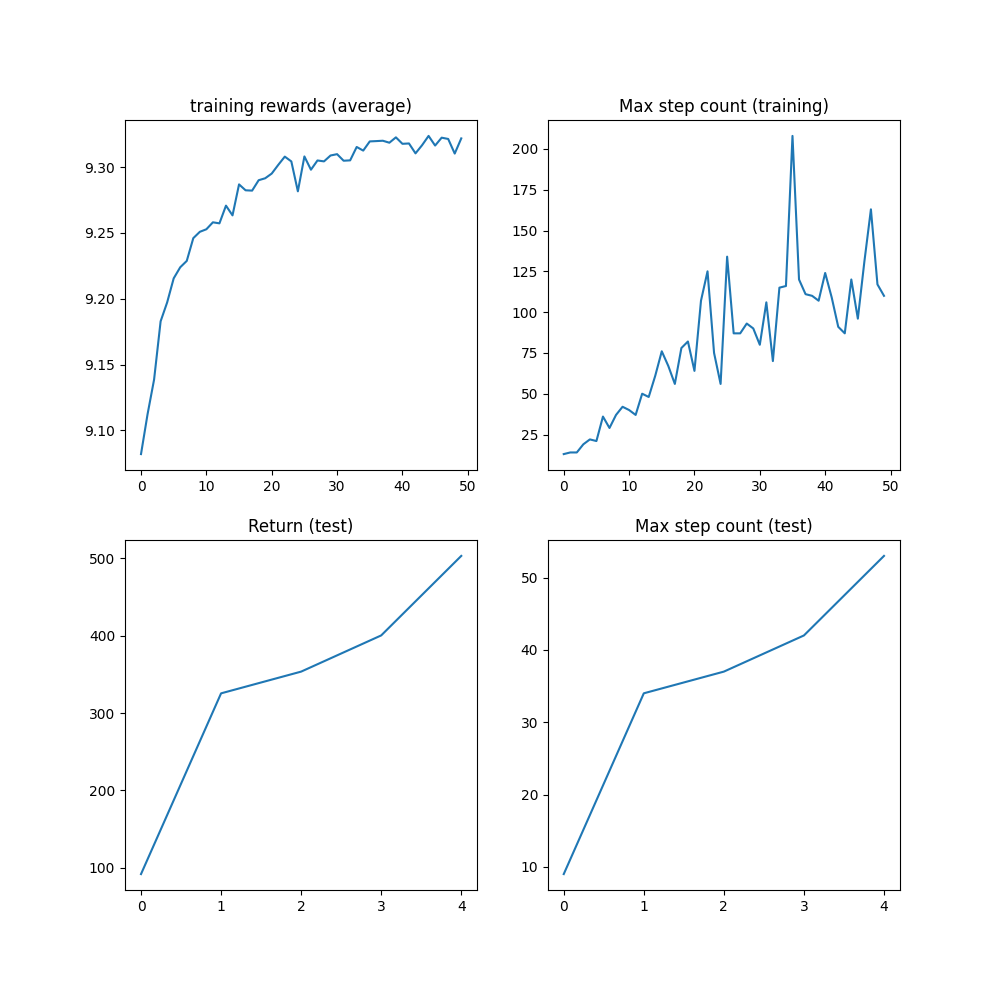 training rewards (average)
9.30
9.25
9.20
9.15
9.10
0 10 20 30 40 50
Max step count (training)
200
175
150
125
100
75
50
25
0 10 20 30 40 50
Return (test)
500
400
300
200
100
0 1 2 3 4
Max step count (test)
50
40
30
20
10
0 1 2 3 4